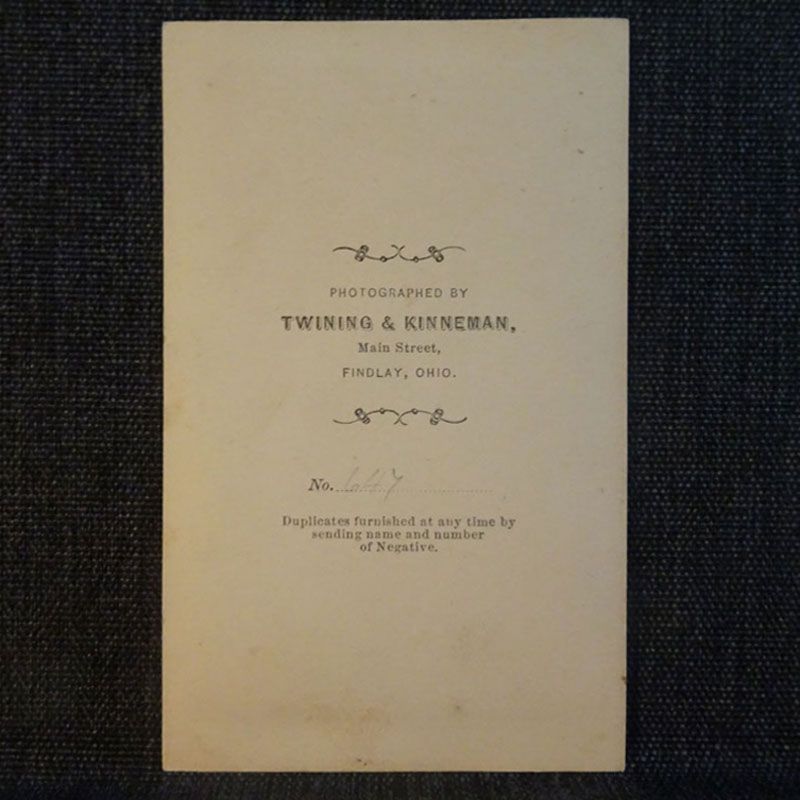 PHOTOGRAPHED BY
TWINING & KINNEMAN,
Main Street,
FINDLAY, OHIO.
No. 647
Duplicates furnished at any time by
sending name and number
of Negative.